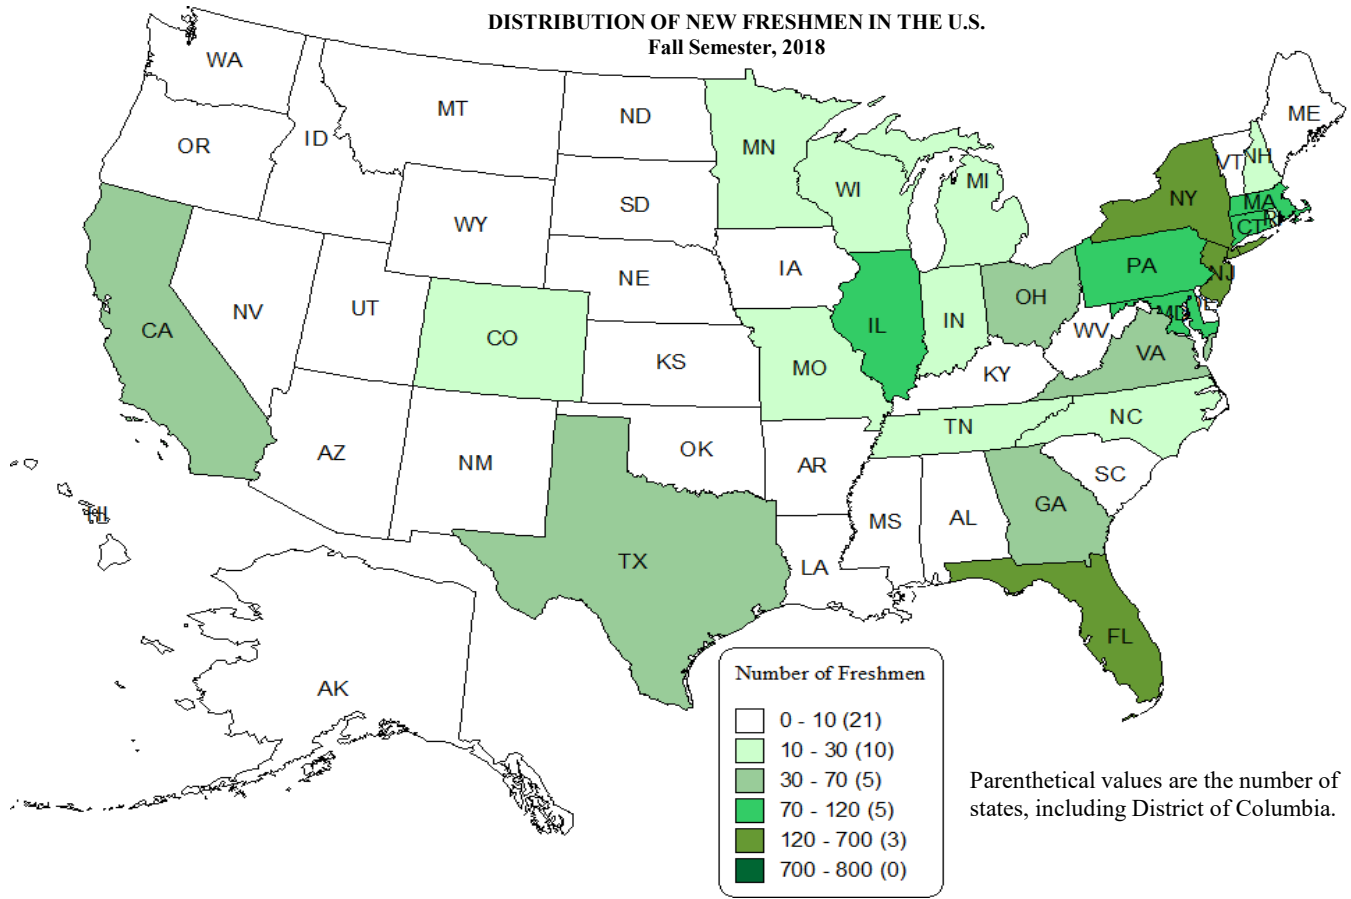 DISTRIBUTION OF NEW FRESHMEN IN THE U.S.
Fall Semester, 2018
WA
MT
ND
MN
ME
OR
ID
VT
NH
WI
MI
SD
WY
NY
MA
RI
CT
NE
IA
PA
NJ
NV
UT
CO
IL
IN
OH
MD
CA
WV
VA
KS
MO
KY
NC
TN
AZ
NM
OK
AR
SC
GA
MS
AL
HI
TX
LA
FL
AK
Number of Freshmen
0 - 10 (21)
10 - 30 (10)
30 - 70 (5)
70 - 120 (5)
120 - 700 (3)
700 - 800 (0)
Parenthetical values are the number of
states, including District of Columbia.